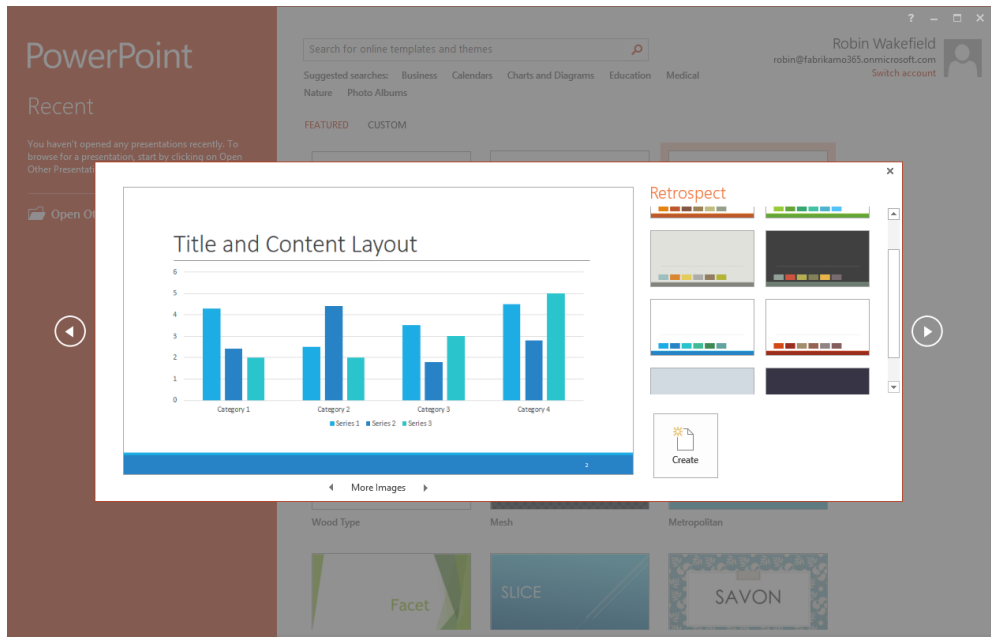 ?
PowerPoint
Search for online templates and themes
Robin Wakefield
robin@fabrikamo365.onmicrosoft.com
Switch account
Suggested searches: Business Calendars Charts and Diagrams Education Medical
Nature Photo Albums
Recent
FEATURED CUSTOM
You haven't opened any presentations recently. To
browse for a presentation, start by clicking on Open
Other Presentati
Open Ot
Retrospect
Title and Content Layout
6
5
4
3
2
1
0
Category 1 Category 2 Category 3 Category 4
Series 1 Series 2 Series 3
2
More Images
Create
Wood Type Mesh Metropolitan
Facet
SLICE
SAVON